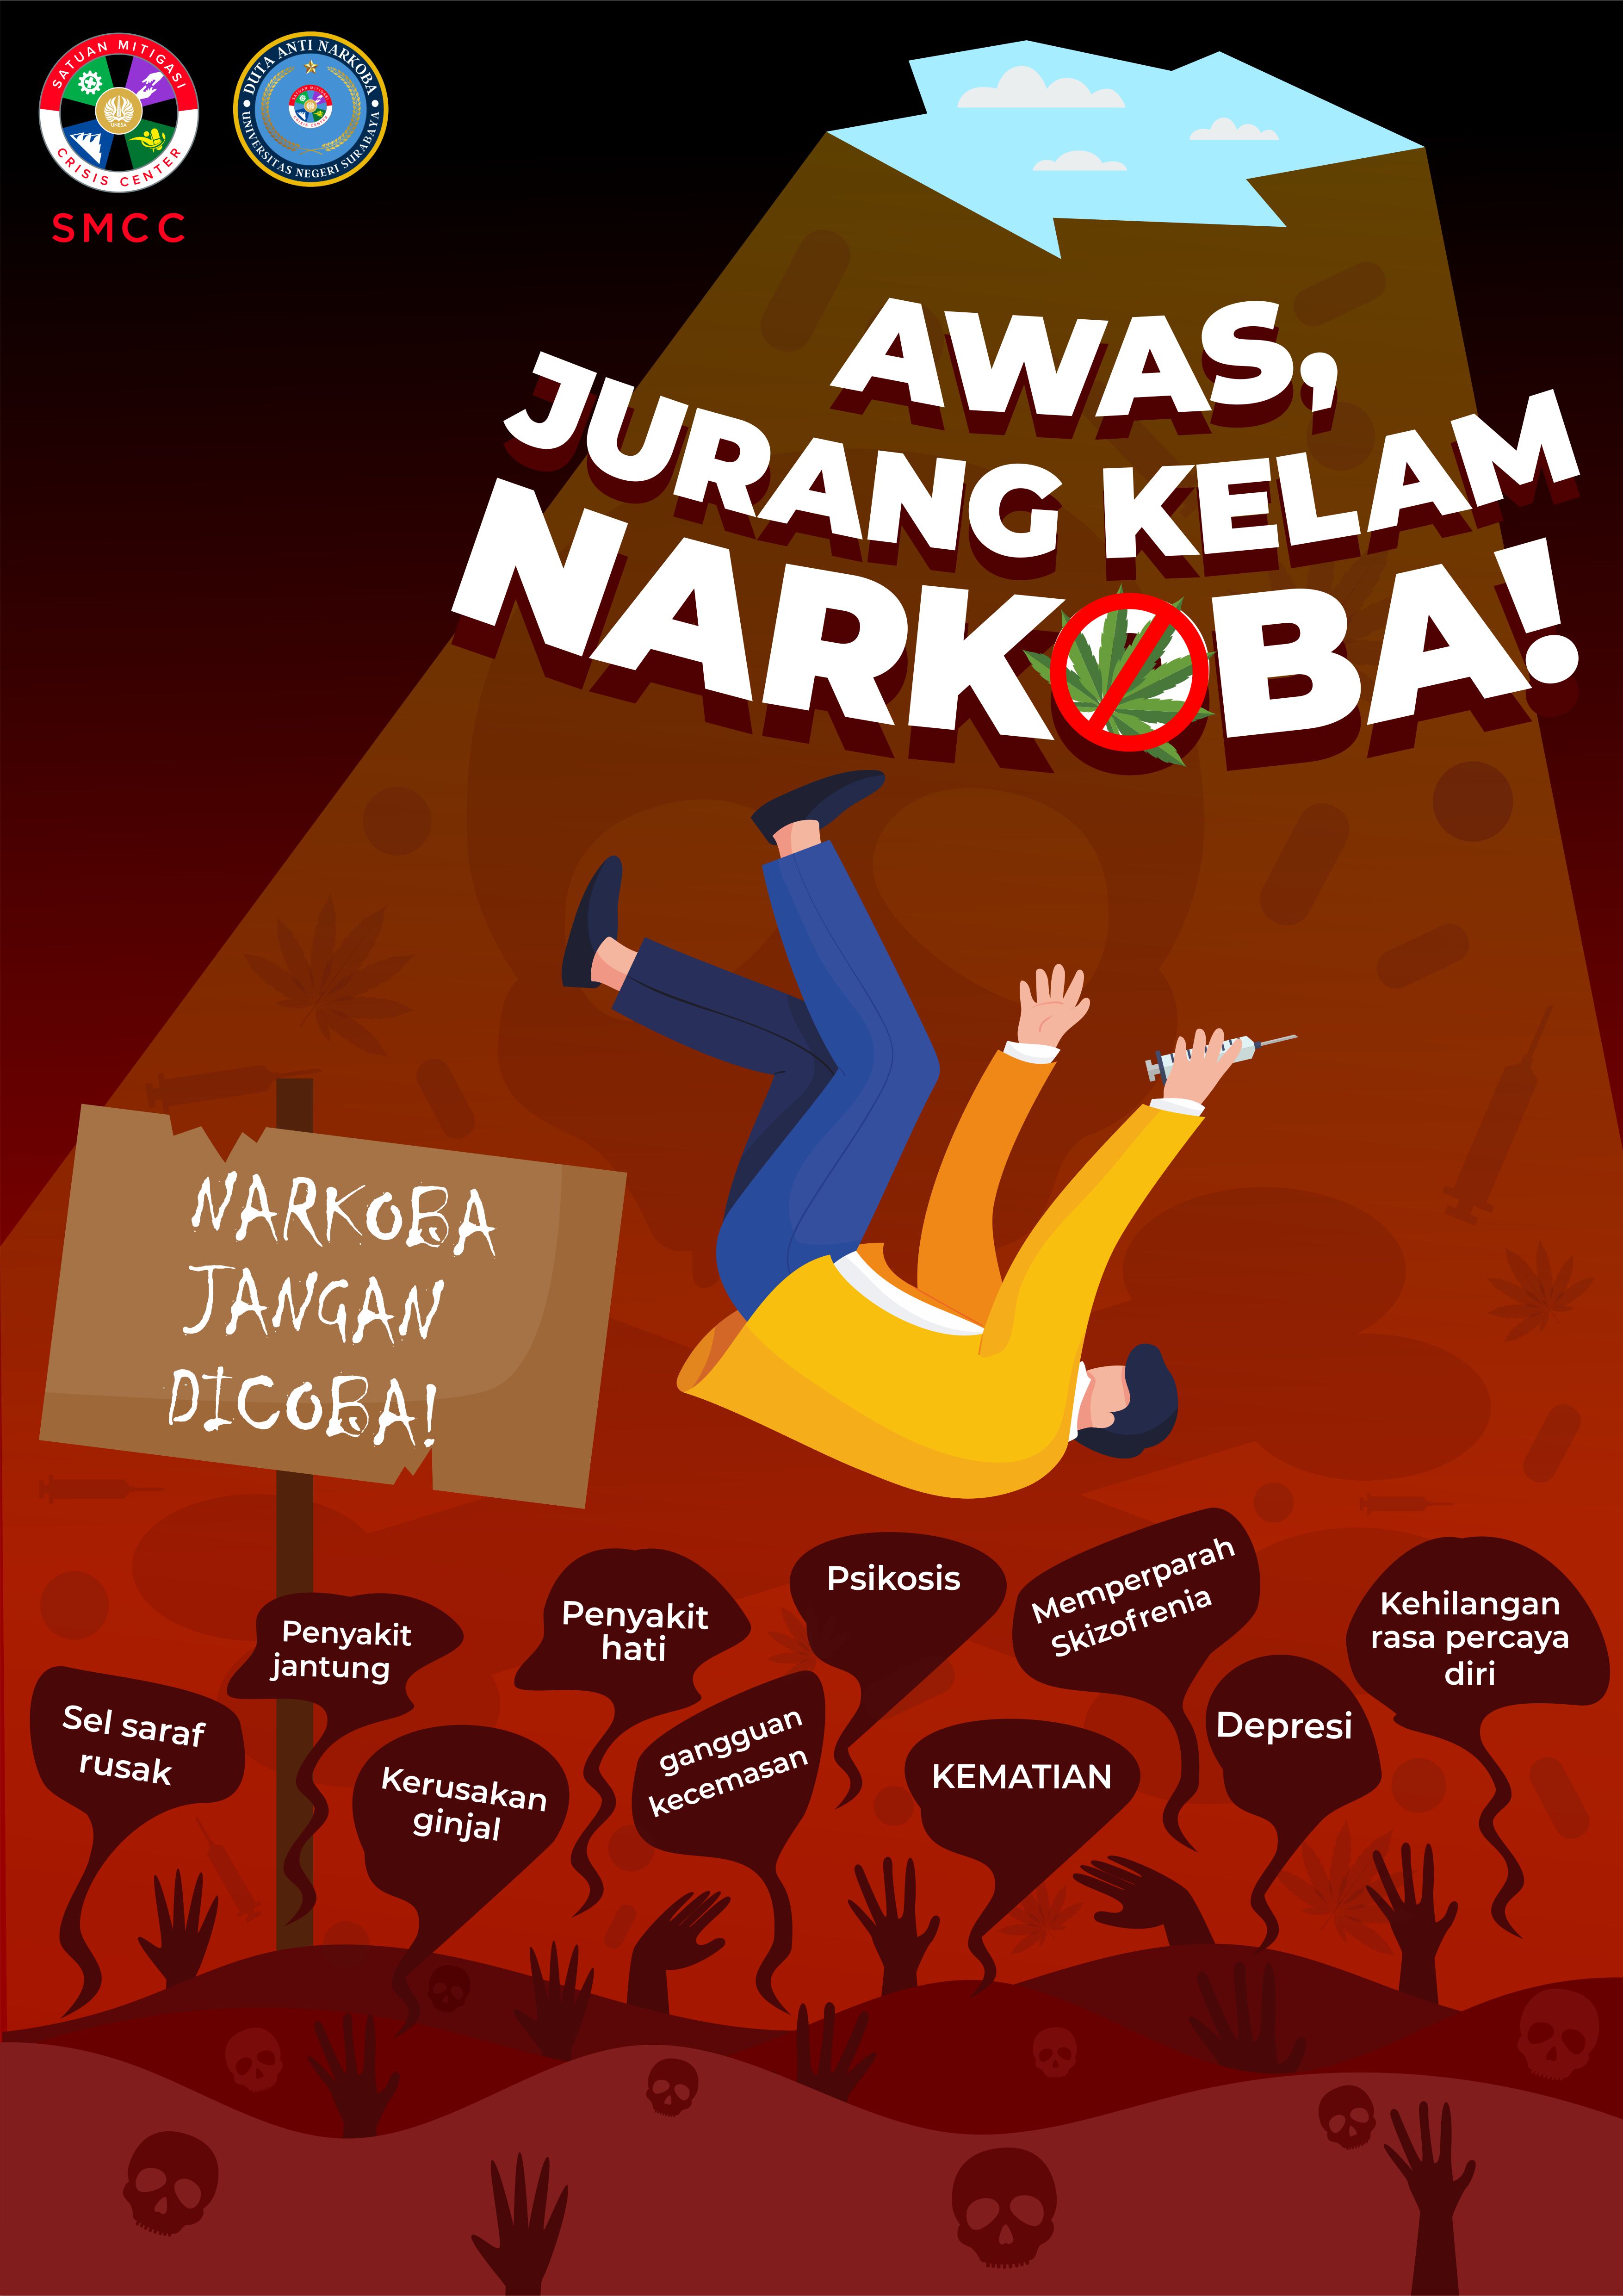 SATUAN MITIGASI
CRISIS CENTER
UNESA
SMCC
DUTA ANTI NARKOBA
UNIVERSITAS NEGERI SURABAYA
AWAS,
JURANG KELAM
NARKOBA!
NARKOBA
JANGAN
DICOBA!
Sel saraf
rusak
Penyakit
jantung
Kerusakan
ginjal
Penyakit
hati
gangguan
kecemasan
Psikosis
KEMATIAN
Memperparah
Skizofrenia
Depresi
Kehilangan
rasa percaya
diri